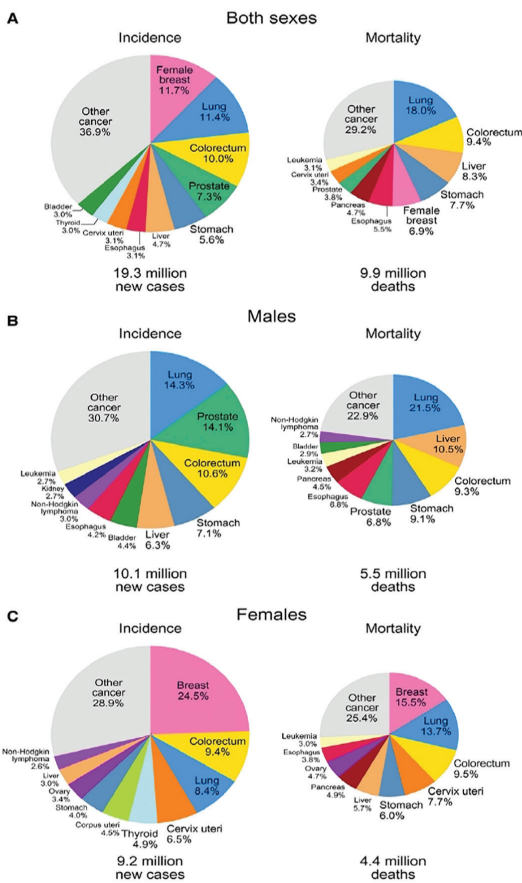 A
Both sexes
Incidence
Mortality
Female
breast
11.7%
Lung
11.4%
Colorectum
10.0%
Prostate
7.3%
Stomach
5.6%
Liver
4.7%
Esophagus
3.1%
Cervix uteri
3.1%
Thyroid
3.0%
Bladder
3.0%
Other
cancer
36.9%
19.3 million
new cases
Lung
18.0%
Colorectum
9.4%
Liver
8.3%
Stomach
7.7%
Female
breast
6.9%
Esophagus
5.5%
Pancreas
4.7%
Prostate
3.8%
Cervix uteri
3.4%
Leukemia
3.1%
Other
cancer
29.2%
9.9 million
deaths
B
Males
Incidence
Mortality
Lung
14.3%
Prostate
14.1%
Colorectum
10.6%
Stomach
7.1%
Liver
6.3%
Bladder
4.4%
Esophagus
4.2%
Non-Hodgkin
lymphoma
3.0%
Kidney
2.7%
Leukemia
2.7%
Other
cancer
30.7%
10.1 million
new cases
Lung
21.5%
Liver
10.5%
Colorectum
9.3%
Stomach
9.1%
Prostate
6.8%
Esophagus
6.8%
Pancreas
4.5%
Leukemia
3.2%
Bladder
2.9%
Non-Hodgkin
lymphoma
2.7%
Other
cancer
22.9%
5.5 million
deaths
C
Females
Incidence
Mortality
Breast
24.5%
Colorectum
9.4%
Lung
8.4%
Cervix uteri
6.5%
Thyroid
4.9%
Corpus uteri
4.5%
Stomach
4.0%
Ovary
3.4%
Liver
3.0%
Non-Hodgkin
lymphoma
2.6%
Other
cancer
28.9%
9.2 million
new cases
Breast
15.5%
Lung
13.7%
Colorectum
9.5%
Cervix uteri
7.7%
Stomach
6.0%
Liver
5.7%
Pancreas
4.9%
Ovary
4.7%
Esophagus
3.8%
Leukemia
3.0%
Other
cancer
25.4%
4.4 million
deaths